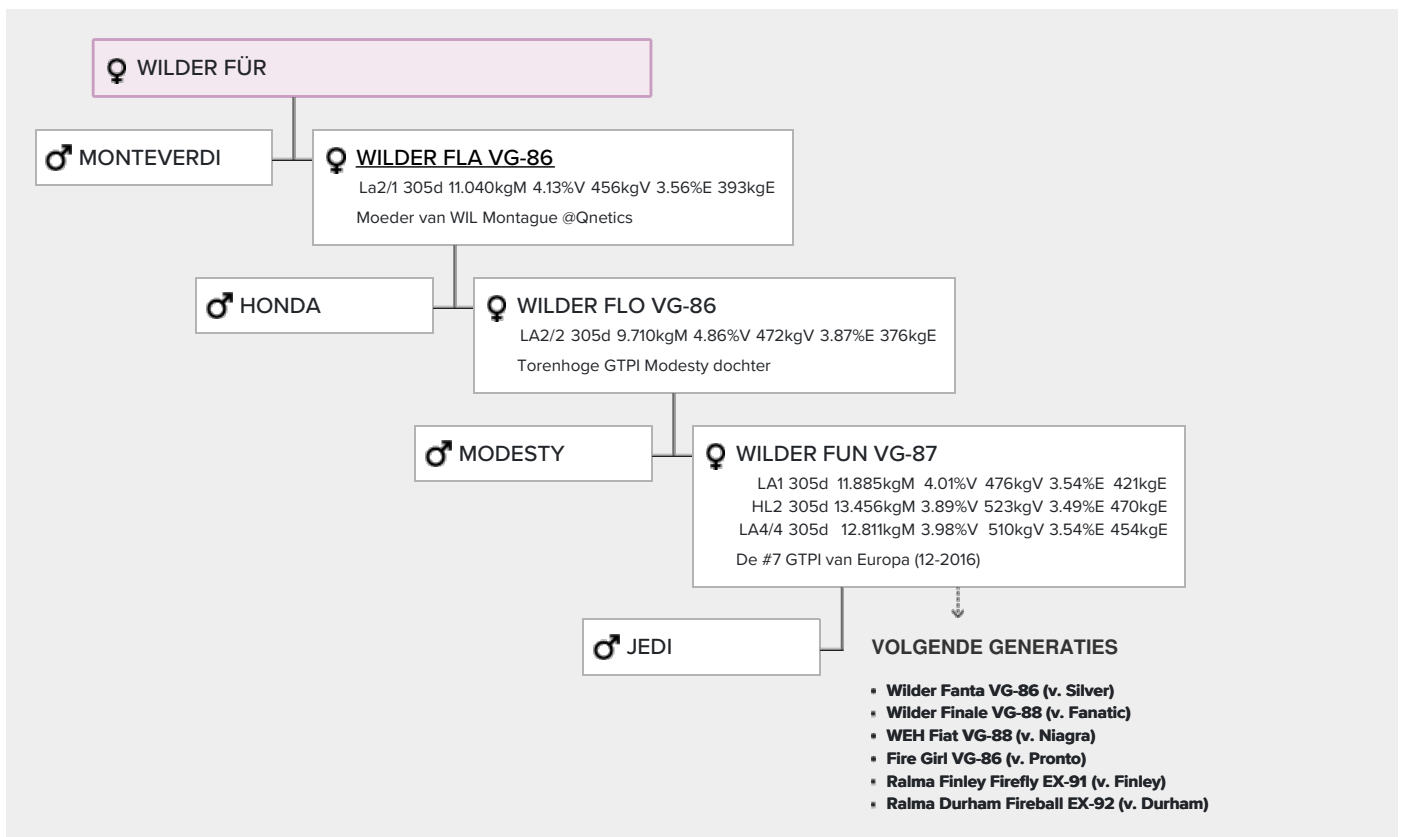 WILDER FÜR
MONTEVERDI
WILDER FLA VG-86
La2/1 305d 11.040kgM 4.13%V 456kgV 3.56%E 393kgE
Moeder van WIL Montague @Qnetics
HONDA
WILDER FLO VG-86
LA2/2 305d 9.710kgM 4.86%V 472kgV 3.87%E 376kgE
Torenhoge GTPI Modesty dochter
MODESTY
WILDER FUN VG-87
LA1 305d 11.885kgM 4.01%V 476kgV 3.54%E 421kgE
HL2 305d 13.456kgM 3.89%V 523kgV 3.49%E 470kgE
LA4/4 305d 12.811kgM 3.98%V 510kgV 3.54%E 454kgE
De #7 GTPI van Europa (12-2016)
JEDI
VOLGENDE GENERATIES
• Wilder Fanta VG-86 (v. Silver)
• Wilder Finale VG-88 (v. Fanatic)
• WEH Fiat VG-88 (v. Niagra)
• Fire Girl VG-86 (v. Pronto)
• Ralma Finley Firefly EX-91 (v. Finley)
• Ralma Durham Fireball EX-92 (v. Durham)